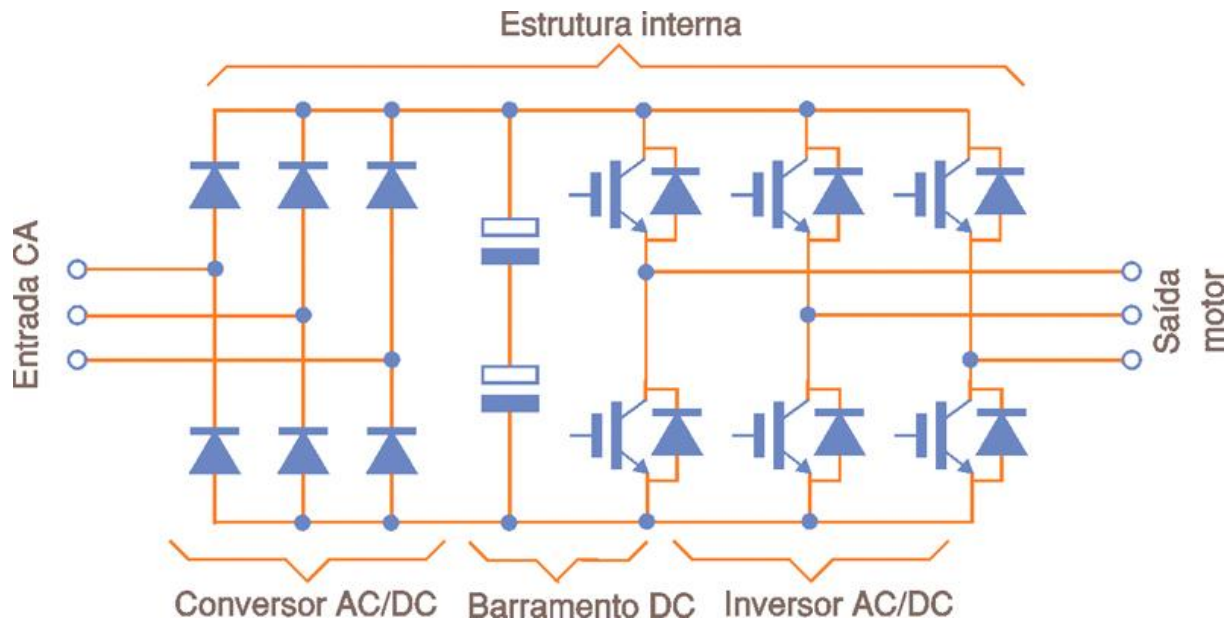 Estrutura interna
Entrada CA
Saída
motor
Conversor AC/DC
Barramento DC
Inversor AC/DC